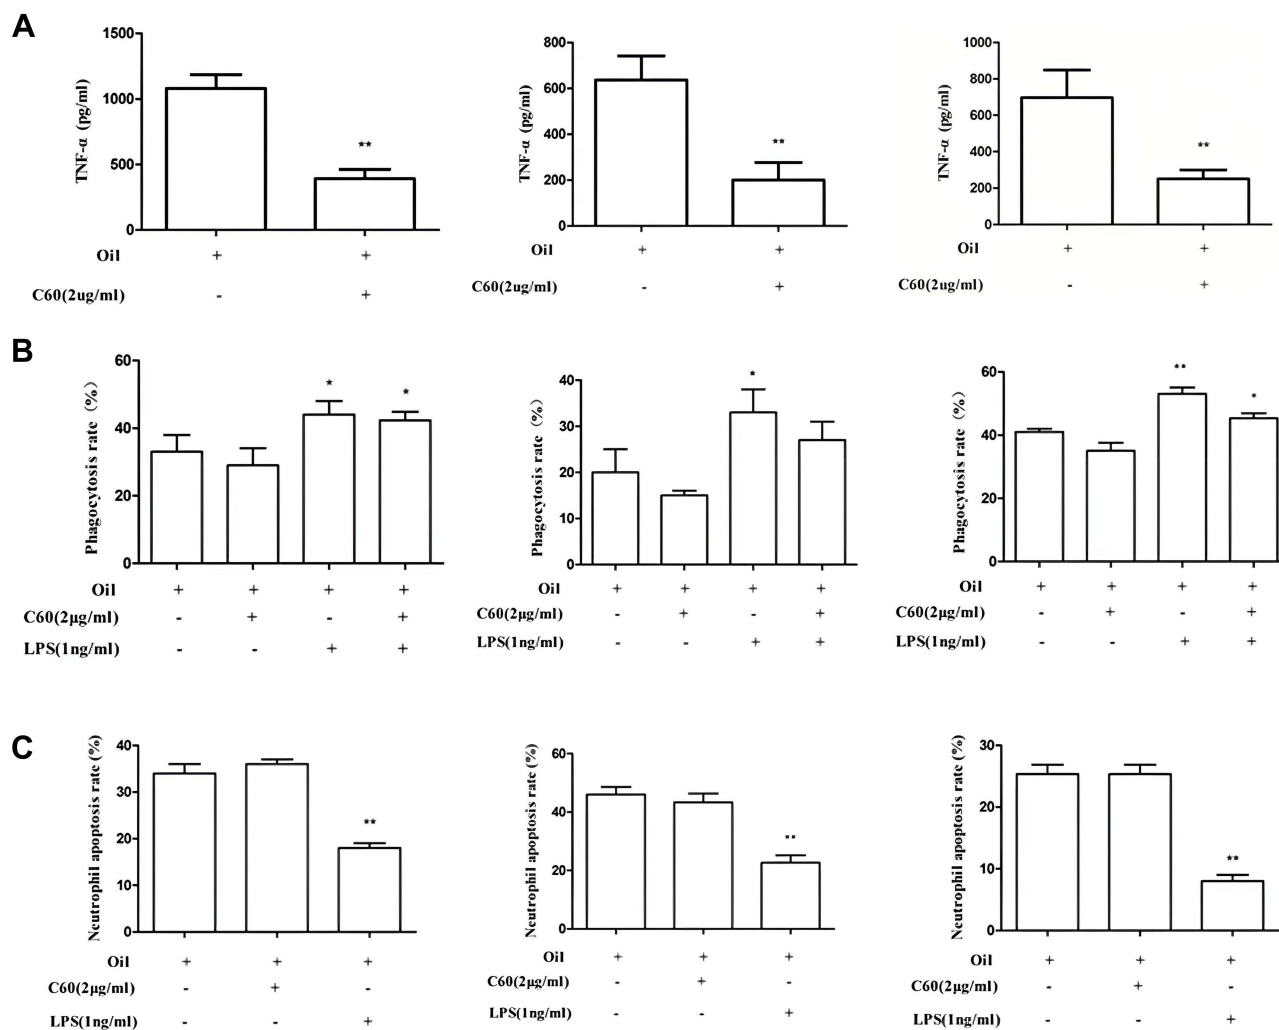 A
TNF-α (pg/ml)
1500
1000
500
0
**
Oil + +
C60(2ug/ml) - +
TNF-α (pg/ml)
800
600
400
200
0
**
Oil + +
C60(2ug/ml) - +
TNF-α (pg/ml)
1000
800
600
400
200
0
**
Oil + +
C60(2ug/ml) - +
B
Phagocytosis rate (%)
60
40
20
0
* *
Oil + + + +
C60(2μg/ml) - + - +
LPS(1ng/ml) - - + +
Phagocytosis rate (%)
40
30
20
10
0
*
Oil + + + +
C60(2μg/ml) - + - +
LPS(1ng/ml) - - + +
Phagocytosis rate (%)
60
40
20
0
** *
Oil + + + +
C60(2μg/ml) - + - +
LPS(1ng/ml) - - + +
C
Neutrophil apoptosis rate (%)
40
30
20
10
0
**
Oil + + +
C60(2μg/ml) - + -
LPS(1ng/ml) - - +
Neutrophil apoptosis rate (%)
60
40
20
0
**
Oil + + +
C60(2μg/ml) - + -
LPS(1ng/ml) - - +
Neutrophil apoptosis rate (%)
30
20
10
0
**
Oil + + +
C60(2μg/ml) - + -
LPS(1ng/ml) - - +